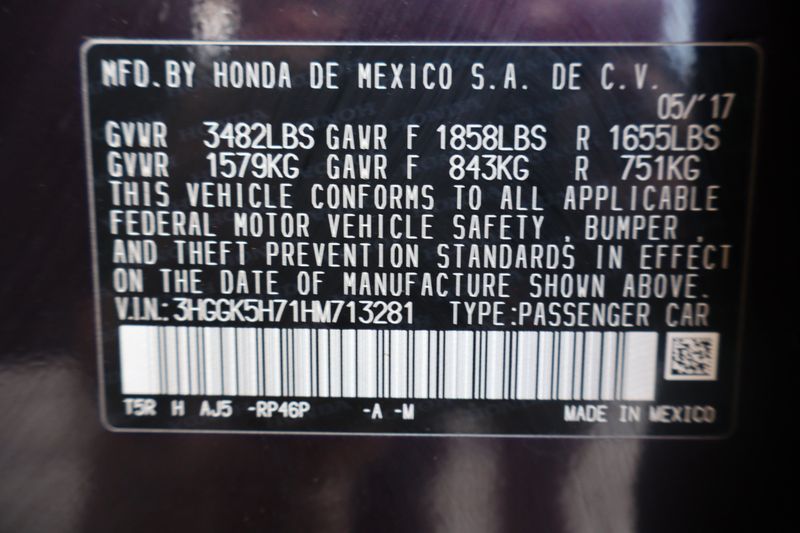 MFD.BY HONDA DE MEXICO S.A. DE C.V.
05/'17
GVWR 3482LBS GAWR F 1858LBS R 1655LBS
GVWR 1579KG GAWR F 843KG R 751KG
THIS VEHICLE CONFORMS TO ALL APPLICABLE
FEDERAL MOTOR VEHICLE SAFETY , BUMPER ,
AND THEFT PREVENTION STANDARDS IN EFFECT
ON THE DATE OF MANUFACTURE SHOWN ABOVE.
V.I.N.: 3HGGK5H71HM713281 TYPE:PASSENGER CAR
T5R H AJ5 -RP46P -A -M MADE IN MEXICO